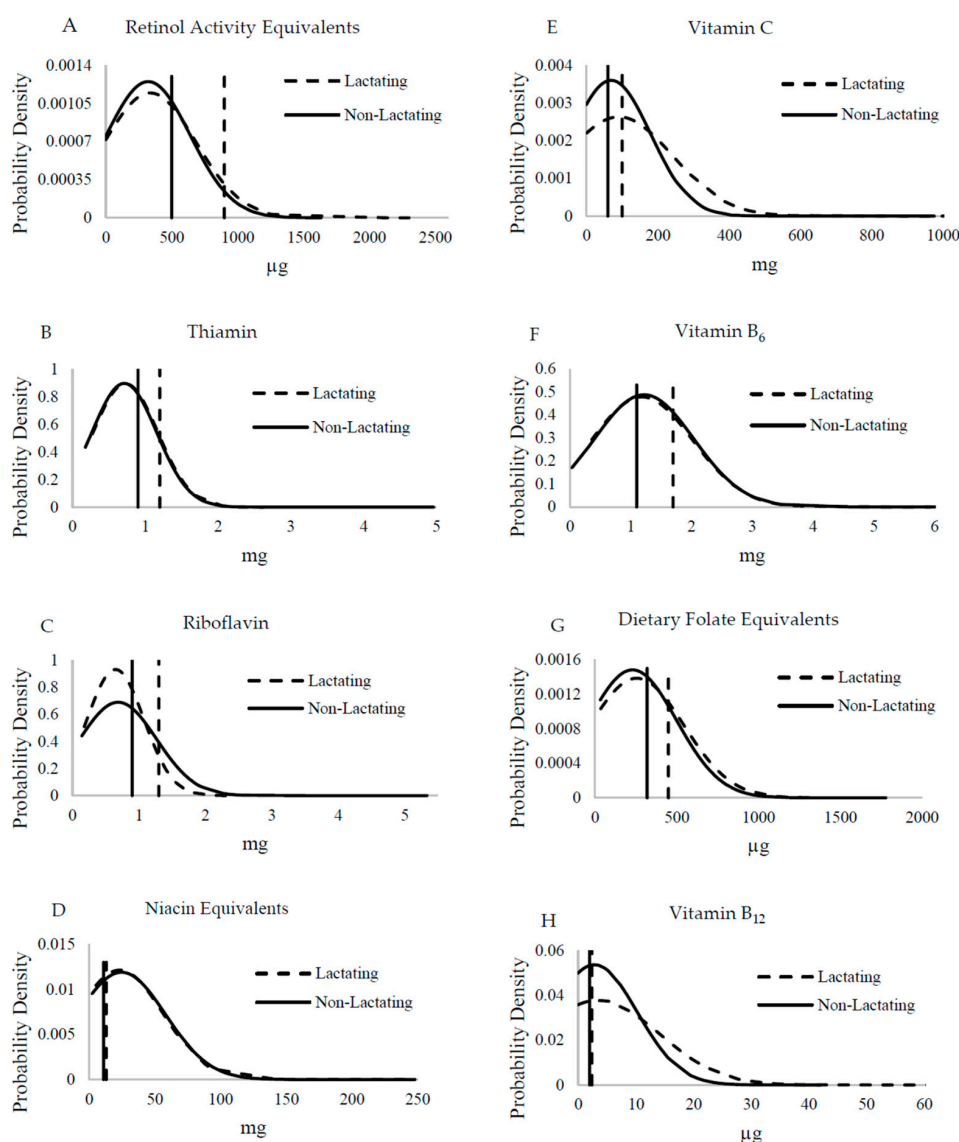 A
Retinol Activity Equivalents
Probability Density
0.0014
0.00105
0.0007
0.00035
0
Lactating
Non-Lactating
0 500 1000 1500 2000 2500
µg
B
Thiamin
Probability Density
1
0.8
0.6
0.4
0.2
0
Lactating
Non-Lactating
0 1 2 3 4 5
mg
C
Riboflavin
Probability Density
1
0.8
0.6
0.4
0.2
0
Lactating
Non-Lactating
0 1 2 3 4 5
mg
D
Niacin Equivalents
Probability Density
0.015
0.01
0.005
0
Lactating
Non-Lactating
0 50 100 150 200 250
mg
E
Vitamin C
Probability Density
0.004
0.003
0.002
0.001
0
Lactating
Non-Lactating
0 200 400 600 800 1000
mg
F
Vitamin B6
Probability Density
0.6
0.5
0.4
0.3
0.2
0.1
0
Lactating
Non-Lactating
0 1 2 3 4 5 6
mg
G
Dietary Folate Equivalents
Probability Density
0.0016
0.0012
0.0008
0.0004
0
Lactating
Non-Lactating
0 500 1000 1500 2000
µg
H
Vitamin B12
Probability Density
0.06
0.04
0.02
0
Lactating
Non-Lactating
0 10 20 30 40 50 60
µg